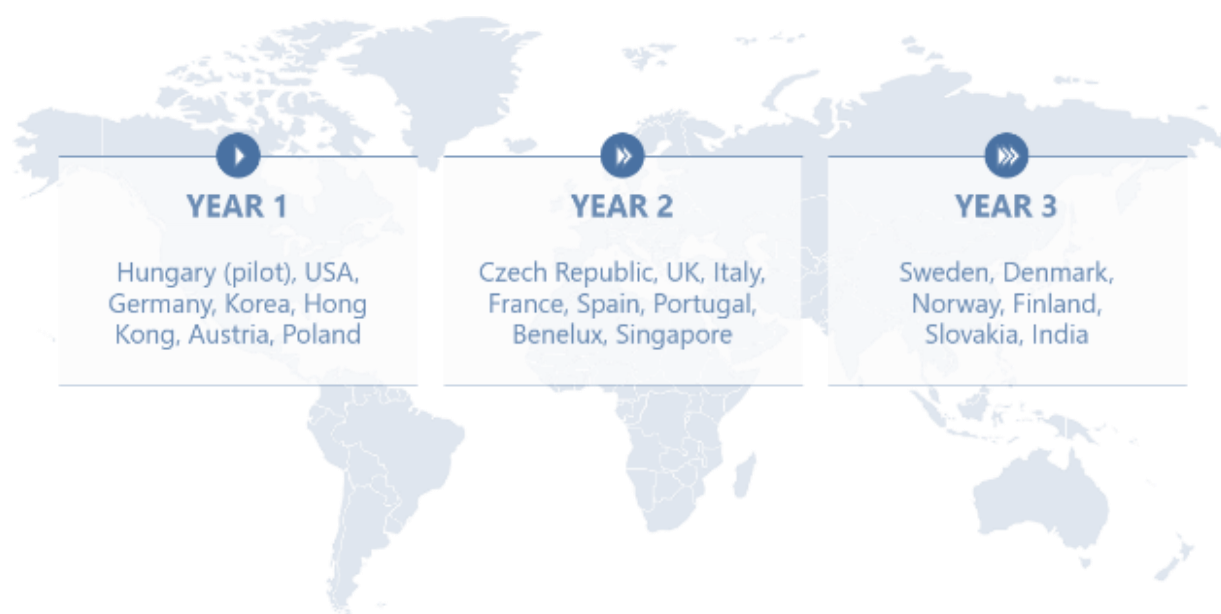 YEAR 1
Hungary (pilot), USA,
Germany, Korea, Hong
Kong, Austria, Poland
YEAR 2
Czech Republic, UK, Italy,
France, Spain, Portugal,
Benelux, Singapore
YEAR 3
Sweden, Denmark,
Norway, Finland,
Slovakia, India